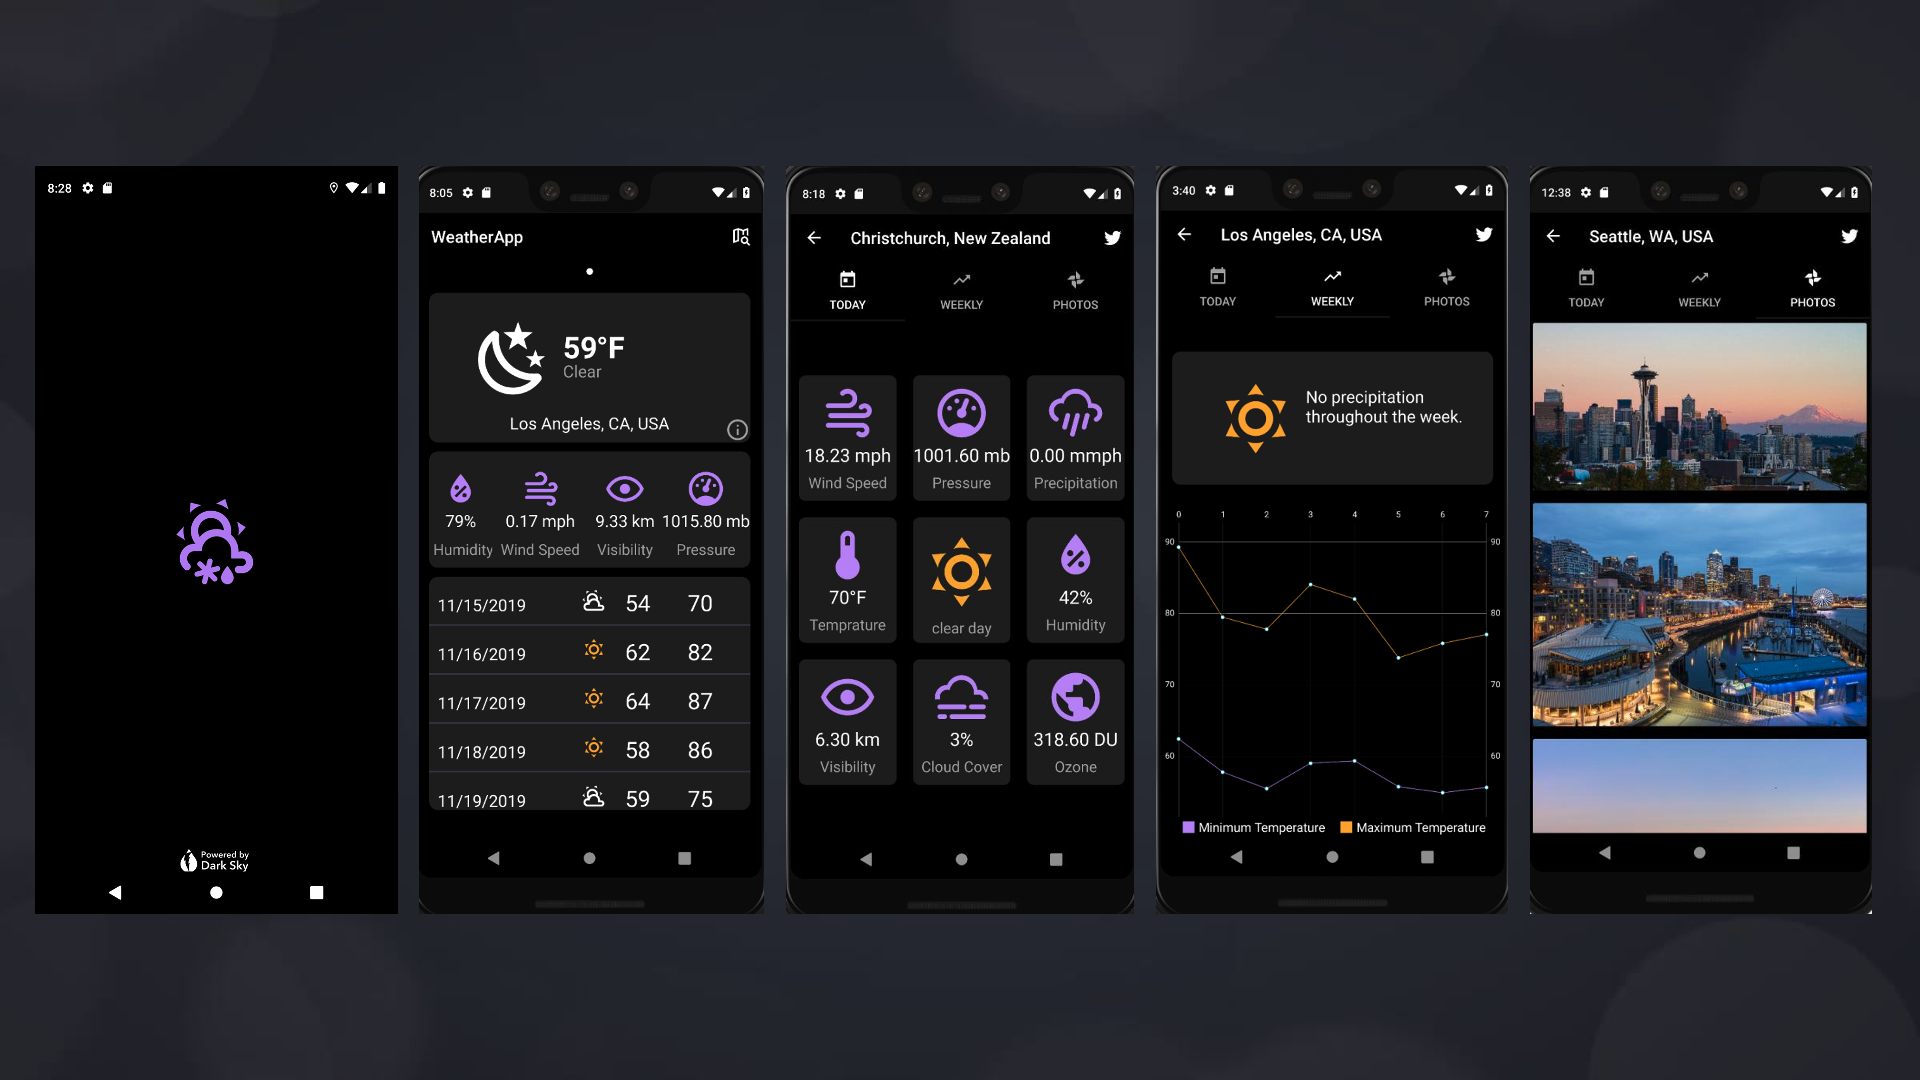 8:28
Powered by
Dark Sky
8:05
WeatherApp
59°F
Clear
Los Angeles, CA, USA
79% 0.17 mph 9.33 km 1015.80 mb
Humidity Wind Speed Visibility Pressure
11/15/2019 54 70
11/16/2019 62 82
11/17/2019 64 87
11/18/2019 58 86
11/19/2019 59 75
8:18
Christchurch, New Zealand
TODAY WEEKLY PHOTOS
18.23 mph 1001.60 mb 0.00 mmph
Wind Speed Pressure Precipitation
70°F 42%
Temprature clear day Humidity
6.30 km 3% 318.60 DU
Visibility Cloud Cover Ozone
3:40
Los Angeles, CA, USA
TODAY WEEKLY PHOTOS
No precipitation
throughout the week.
0 1 2 3 4 5 6 7
90 90
80 80
70 70
60 60
Minimum Temperature Maximum Temperature
12:38
Seattle, WA, USA
TODAY WEEKLY PHOTOS